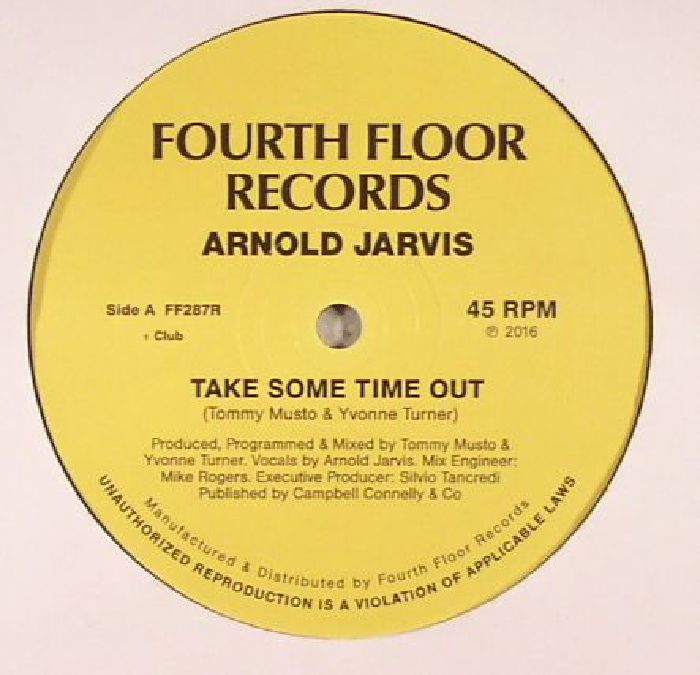 FOURTH FLOOR
RECORDS
ARNOLD JARVIS
Side A FF287R
1 Club
45 RPM
℗ 2016
TAKE SOME TIME OUT
(Tommy Musto & Yvonne Turner)
Produced, Programmed & Mixed by Tommy Musto &
Yvonne Turner. Vocals by Arnold Jarvis. Mix Engineer:
Mike Rogers. Executive Producer: Silvio Tancredi
Published by Campbell Connelly & Co
Manufactured & Distributed by Fourth Floor Records
UNAUTHORIZED REPRODUCTION IS A VIOLATION OF APPLICABLE LAWS